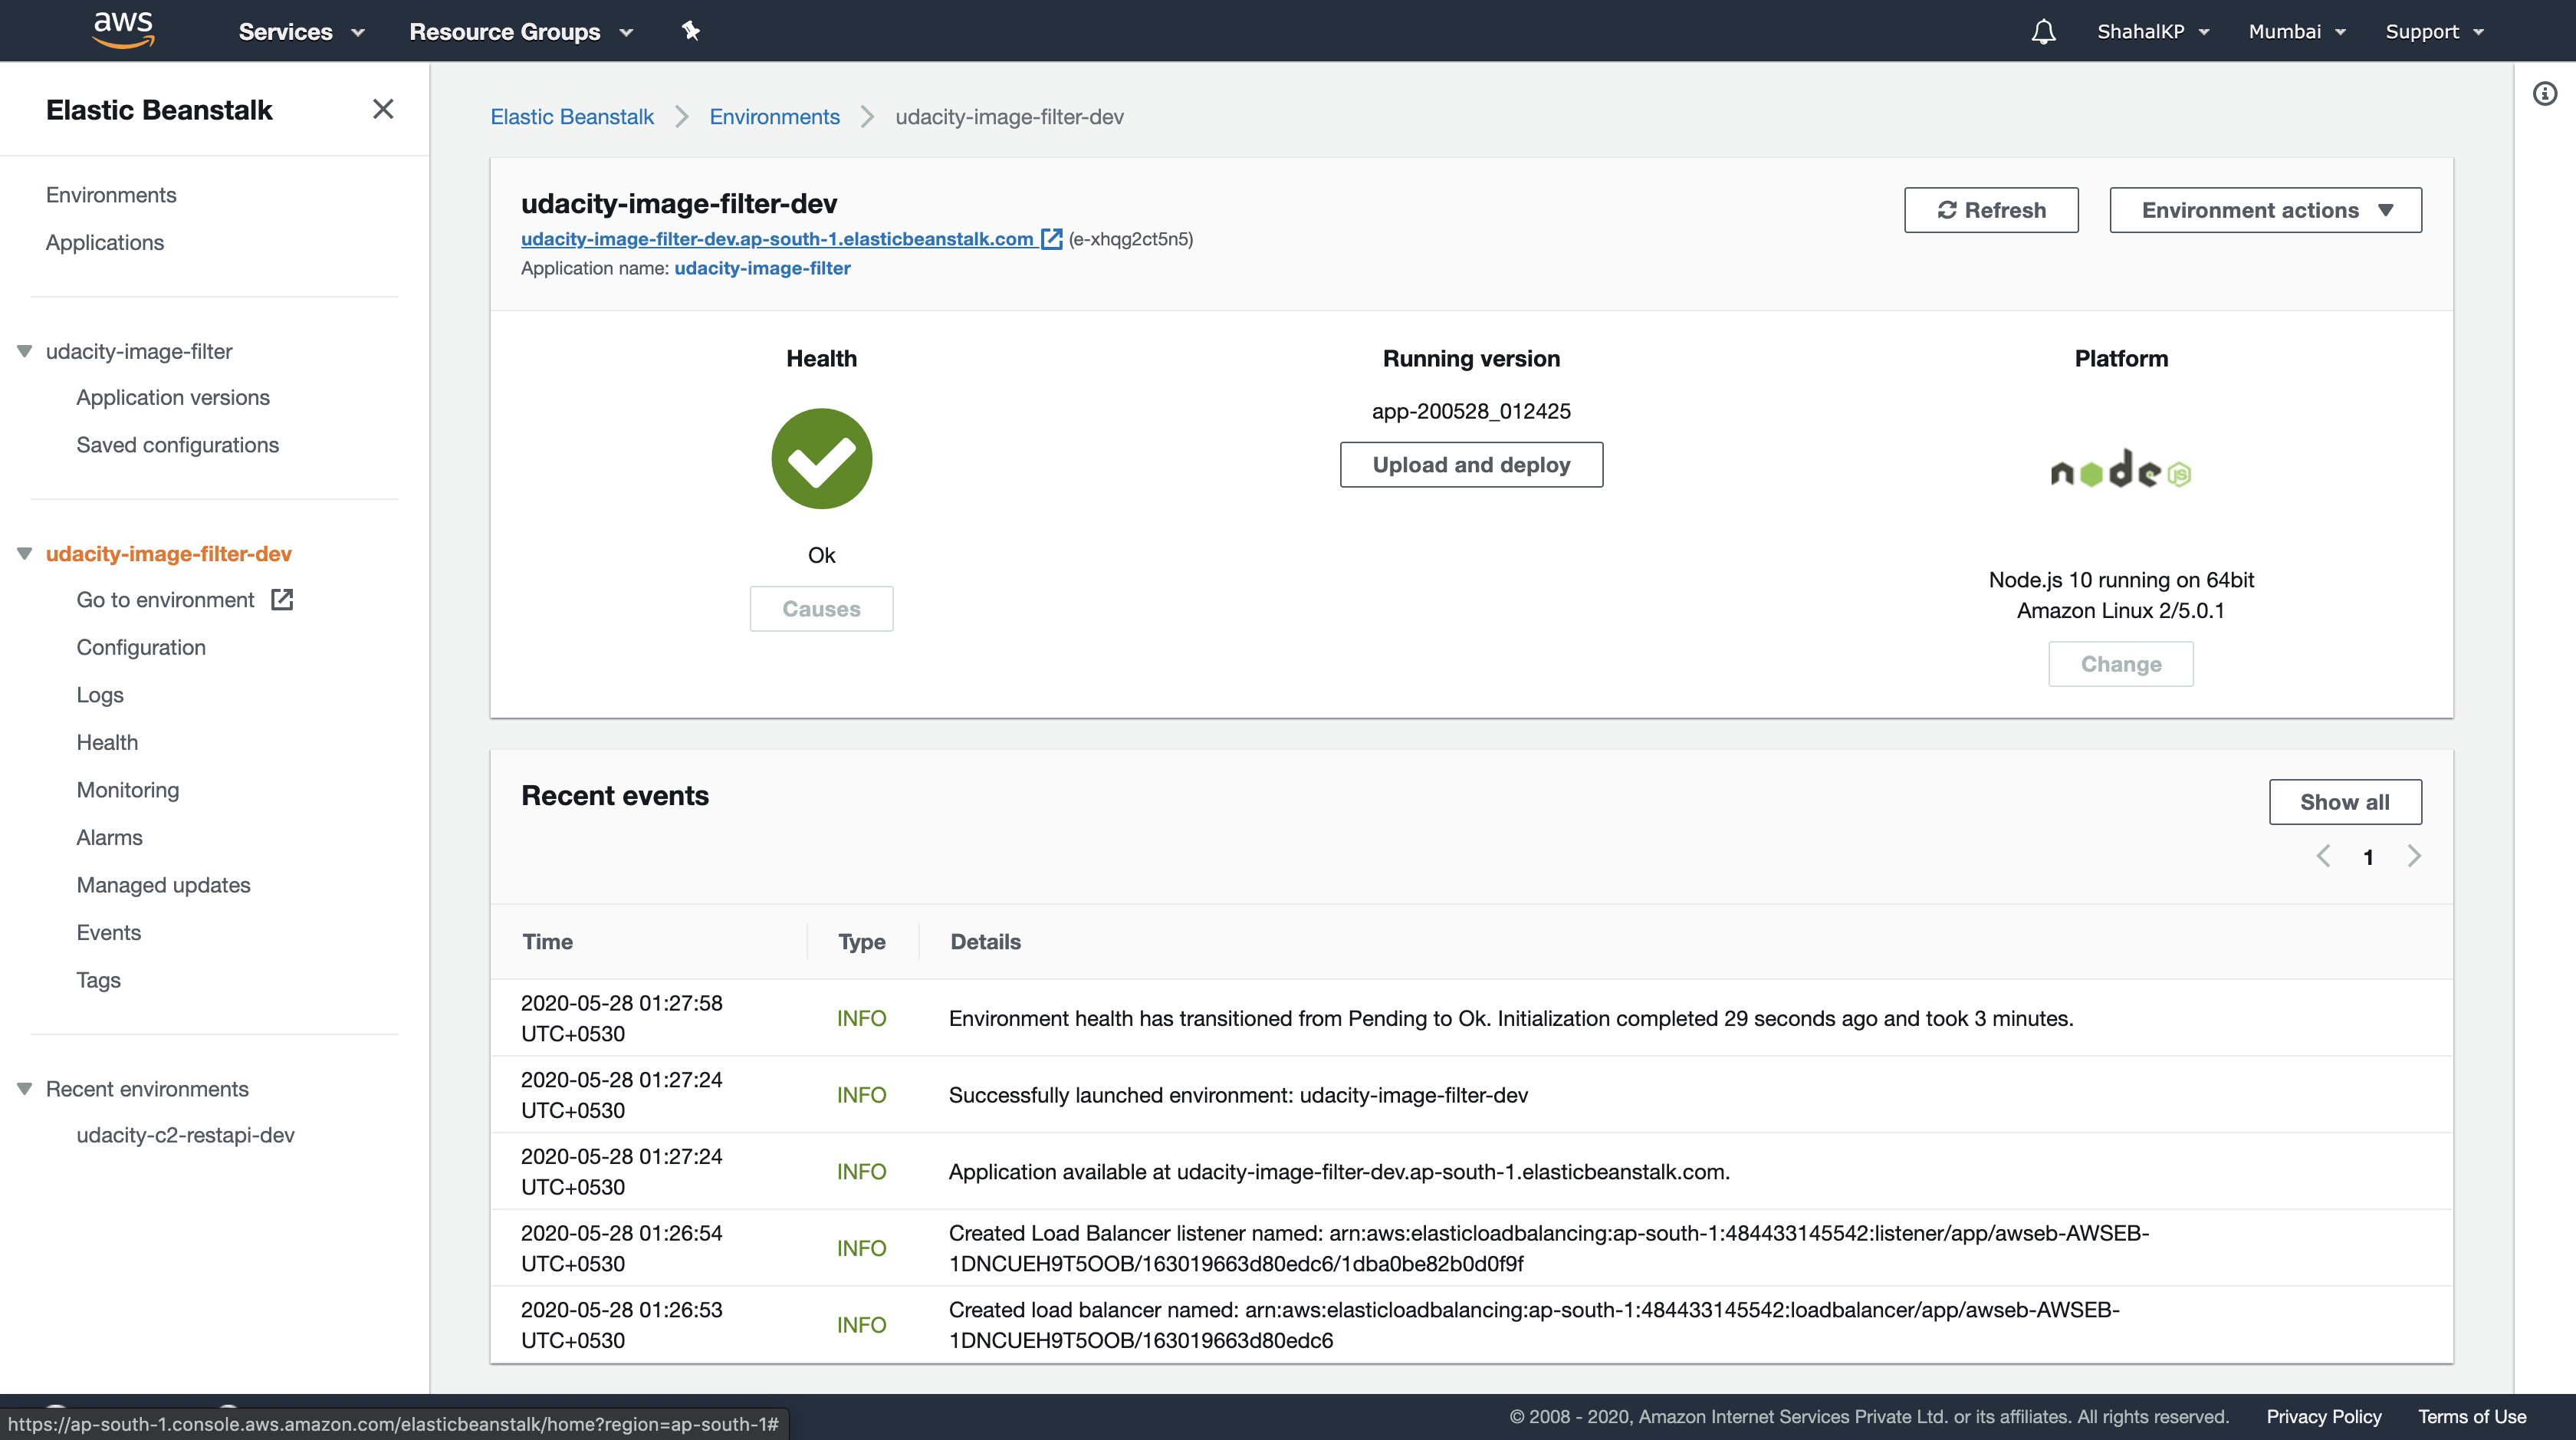 aws
Services
Resource Groups
ShahalKP
Mumbai
Support
Elastic Beanstalk
Environments
Applications
udacity-image-filter
Application versions
Saved configurations
udacity-image-filter-dev
Go to environment
Configuration
Logs
Health
Monitoring
Alarms
Managed updates
Events
Tags
Recent environments
udacity-c2-restapi-dev
Elastic Beanstalk
Environments
udacity-image-filter-dev
udacity-image-filter-dev
Refresh
Environment actions
udacity-image-filter-dev.ap-south-1.elasticbeanstalk.com (e-xhqg2ct5n5)
Application name: udacity-image-filter
Health
Ok
Causes
Running version
app-200528_012425
Upload and deploy
Platform
node JS
Node.js 10 running on 64bit
Amazon Linux 2/5.0.1
Change
Recent events
Show all
1
Time
Type
Details
2020-05-28 01:27:58
UTC+0530
INFO
Environment health has transitioned from Pending to Ok. Initialization completed 29 seconds ago and took 3 minutes.
2020-05-28 01:27:24
UTC+0530
INFO
Successfully launched environment: udacity-image-filter-dev
2020-05-28 01:27:24
UTC+0530
INFO
Application available at udacity-image-filter-dev.ap-south-1.elasticbeanstalk.com.
2020-05-28 01:26:54
UTC+0530
INFO
Created Load Balancer listener named: arn:aws:elasticloadbalancing:ap-south-1:484433145542:listener/app/awseb-AWSEB-
1DNCUEH9T5OOB/163019663d80edc6/1dba0be82b0d0f9f
2020-05-28 01:26:53
UTC+0530
INFO
Created load balancer named: arn:aws:elasticloadbalancing:ap-south-1:484433145542:loadbalancer/app/awseb-AWSEB-
1DNCUEH9T5OOB/163019663d80edc6
https://ap-south-1.console.aws.amazon.com/elasticbeanstalk/home?region=ap-south-1#
© 2008 - 2020, Amazon Internet Services Private Ltd. or its affiliates. All rights reserved.
Privacy Policy
Terms of Use